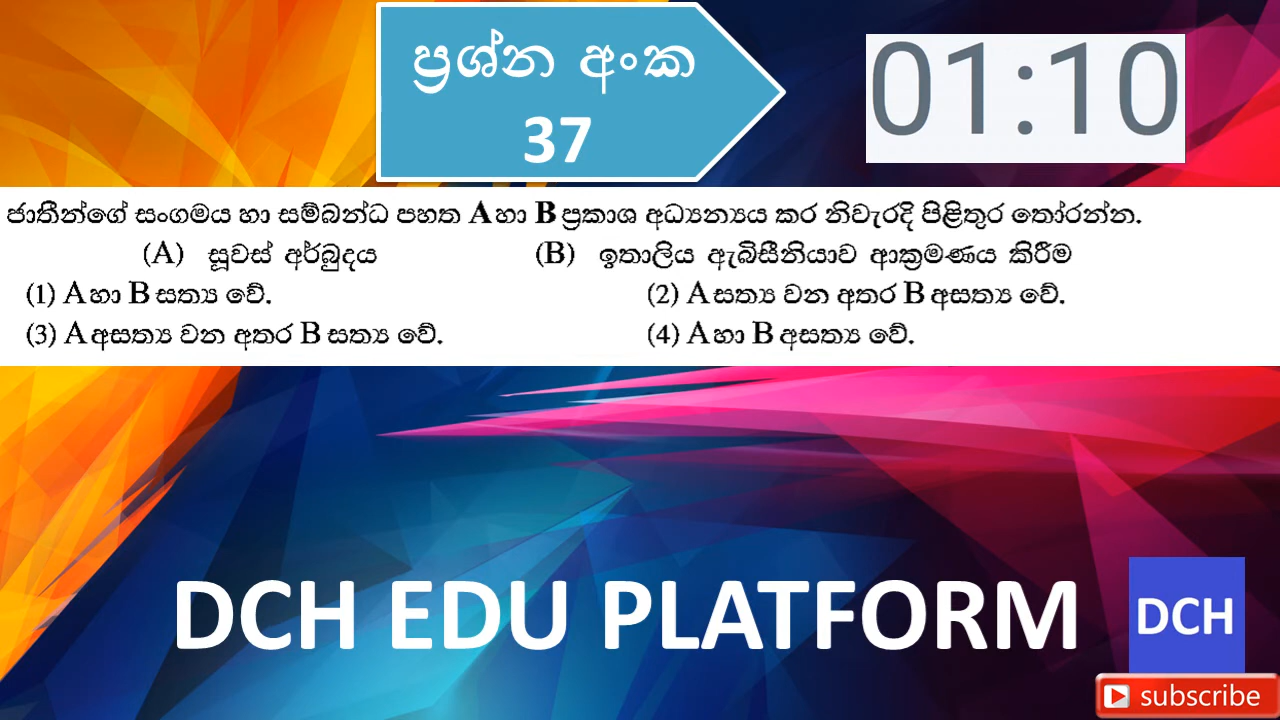 ප්‍රශ්න අංක
37
01:10
ජාතීන්ගේ සංගමය හා සම්බන්ධ පහත A හා B ප්‍රකාශ අධ්‍යන්‍යය කර නිවැරදි පිළිතුර තෝරන්න.
(A) සූවස් අර්බුදය (B) ඉතාලිය ඇබිසීනියාව ආක්‍රමණය කිරීම
(1) A හා B සත්‍ය වේ. (2) A සත්‍ය වන අතර B අසත්‍ය වේ.
(3) A අසත්‍ය වන අතර B සත්‍ය වේ. (4) A හා B අසත්‍ය වේ.
DCH EDU PLATFORM
DCH
subscribe